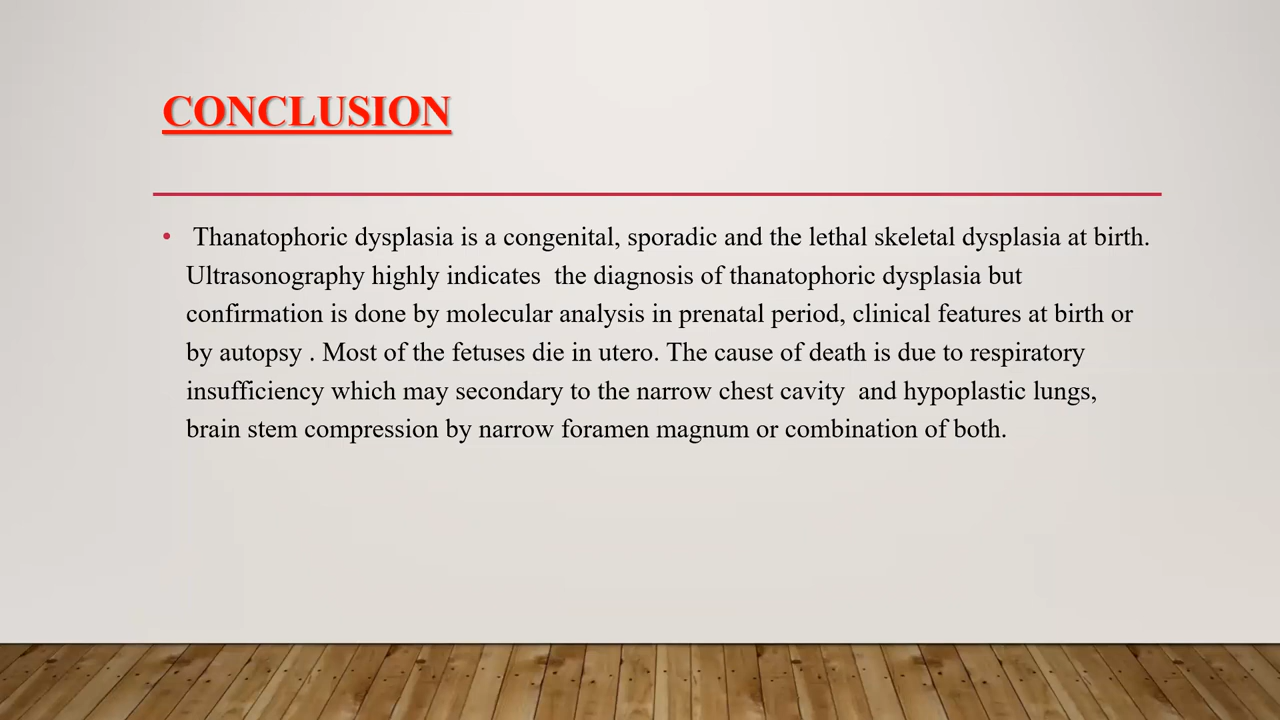 CONCLUSION
• Thanatophoric dysplasia is a congenital, sporadic and the lethal skeletal dysplasia at birth.
Ultrasonography highly indicates  the diagnosis of thanatophoric dysplasia but
confirmation is done by molecular analysis in prenatal period, clinical features at birth or
by autopsy . Most of the fetuses die in utero. The cause of death is due to respiratory
insufficiency which may secondary to the narrow chest cavity  and hypoplastic lungs,
brain stem compression by narrow foramen magnum or combination of both.